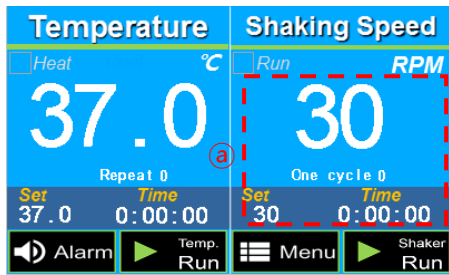 Temperature
Heat ℃
37.0
Repeat 0
Set Time
37.0 0:00:00
Alarm
Temp. Run
Shaking Speed
Run RPM
30
ⓐ
One cycle 0
Set Time
30 0:00:00
Menu
Shaker Run